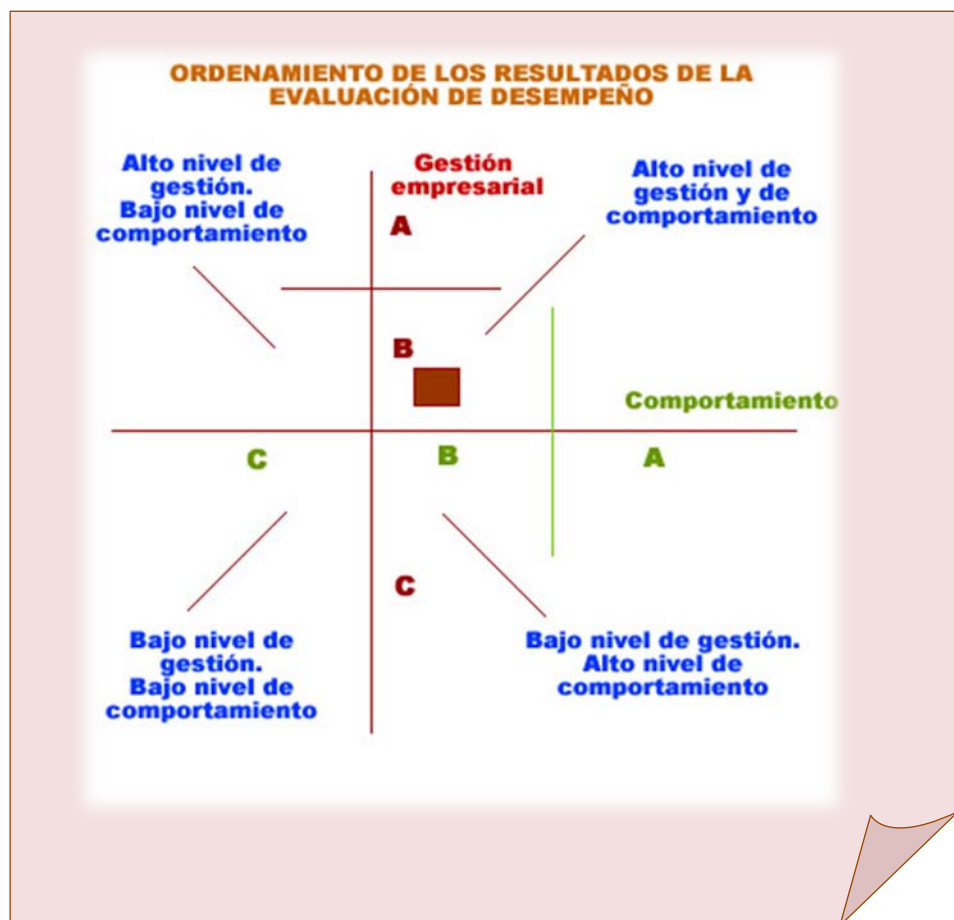 ORDENAMIENTO DE LOS RESULTADOS DE LA
EVALUACIÓN DE DESEMPEÑO
Alto nivel de
gestión.
Bajo nivel de
comportamiento
Gestión
empresarial
A
Alto nivel de
gestión y de
comportamiento
B
Comportamiento
C
B
A
C
Bajo nivel de
gestión.
Bajo nivel de
comportamiento
Bajo nivel de gestión.
Alto nivel de
comportamiento